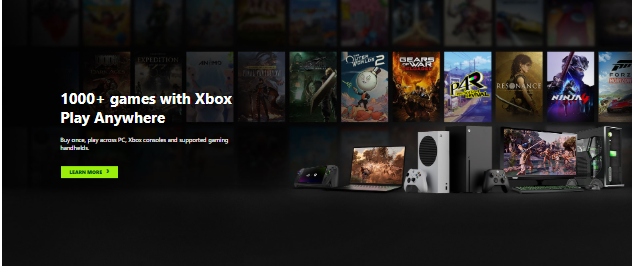 1000+ games with Xbox
Play Anywhere
Buy once, play across PC, Xbox consoles and supported gaming
handhelds.
LEARN MORE
EXPEDITION
THE
OUTER
WORLDS 2
GEARS
OF WAR
P4R
RESONANCE
NINJA
FORZA